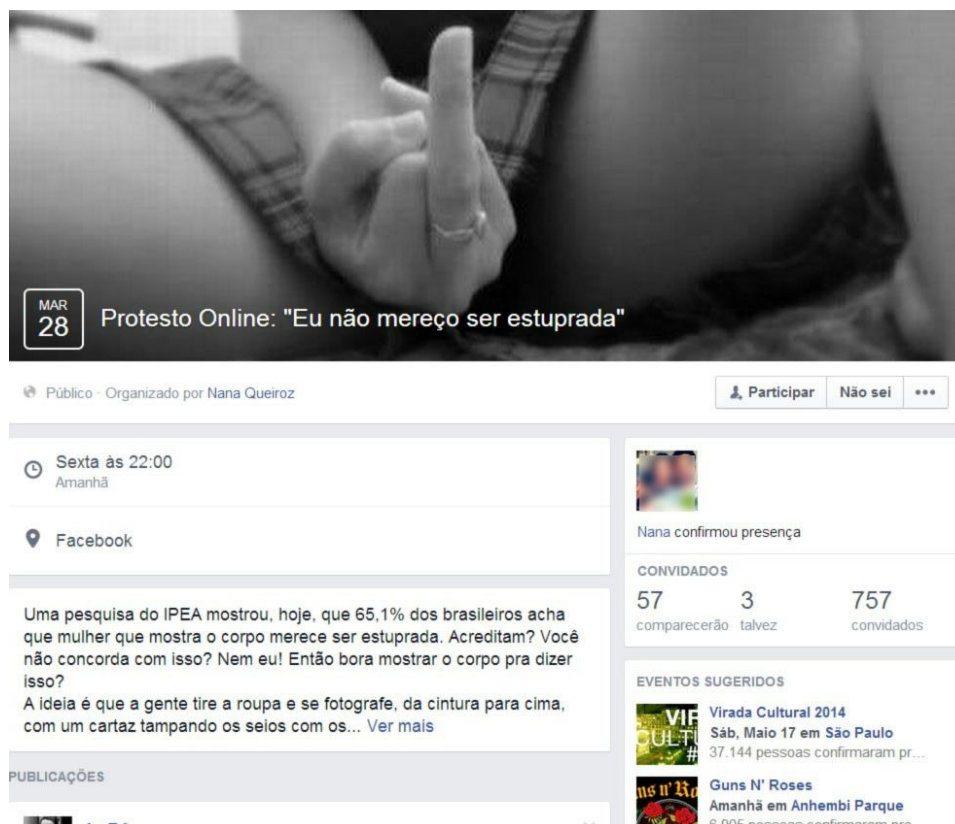 MAR
28
Protesto Online: "Eu não mereço ser estuprada"
Público · Organizado por Nana Queiroz
Participar
Não sei
Sexta às 22:00
Amanhã
Facebook
Uma pesquisa do IPEA mostrou, hoje, que 65,1% dos brasileiros acha
que mulher que mostra o corpo merece ser estuprada. Acreditam? Você
não concorda com isso? Nem eu! Então bora mostrar o corpo pra dizer
isso?
A ideia é que a gente tire a roupa e se fotografe, da cintura para cima,
com um cartaz tampando os seios com os... Ver mais
PUBLICAÇÕES
Nana confirmou presença
CONVIDADOS
57 3 757
comparecerão talvez convidados
EVENTOS SUGERIDOS
Virada Cultural 2014
Sáb, Maio 17 em São Paulo
37.144 pessoas confirmaram pr...
Guns N' Roses
Amanhã em Anhembi Parque